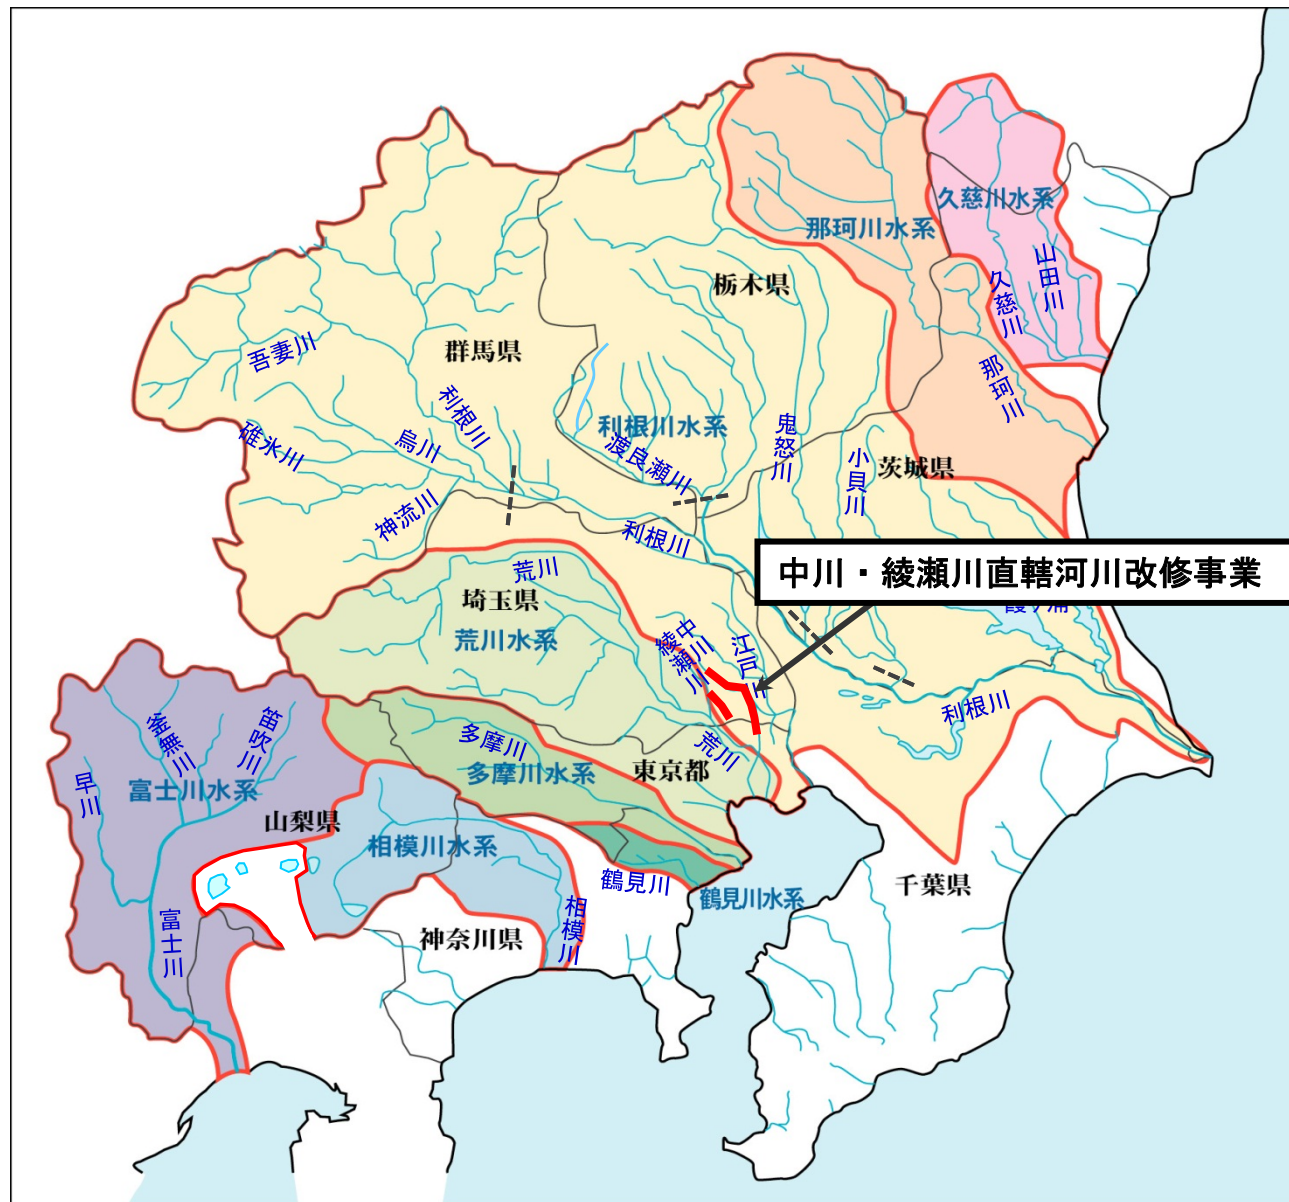 久慈川水系
那珂川水系
山田川
久慈川
栃木県
吾妻川
群馬県
那珂川
利根川
利根川水系
鬼怒川
碓氷川
烏川
渡良瀬川
小貝川
茨城県
神流川
利根川
中川・綾瀬川直轄河川改修事業
荒川
埼玉県
荒川水系
中川
綾瀬川
江戸川
利根川
釜無川
笛吹川
多摩川
荒川
早川
富士川水系
多摩川水系
東京都
山梨県
相模川水系
鶴見川
千葉県
鶴見川水系
富士川
神奈川県
相模川